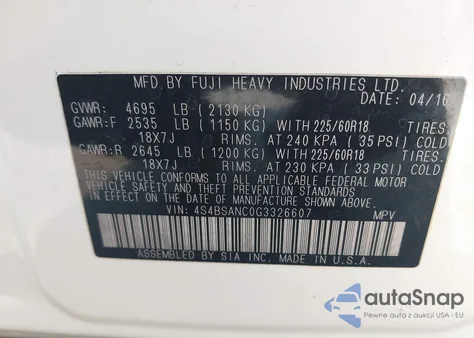 MFD. BY FUJI HEAVY INDUSTRIES LTD.
DATE: 04/16
GVWR: 4695 LB (2130 KG)
GAWR:F 2535 LB (1150 KG) WITH 225/60R18 TIRES,
18X7J RIMS, AT 240 KPA (35 PSI) COLD
GAWR:R 2645 LB (1200 KG) WITH 225/60R18 TIRES,
18X7J RIMS, AT 230 KPA (33 PSI) COLD
THIS VEHICLE CONFORMS TO ALL APPLICABLE FEDERAL MOTOR
VEHICLE SAFETY AND BUMPER STANDARDS IN EFFECT ON THE
DATE OF MANUFACTURE SHOWN ABOVE.
VIN: 4S4BSANC0G3326607 MPV
ASSEMBLED BY SIA INC. MADE IN U.S.A.
autoSnap
Pewne auta z aukcji USA - EU